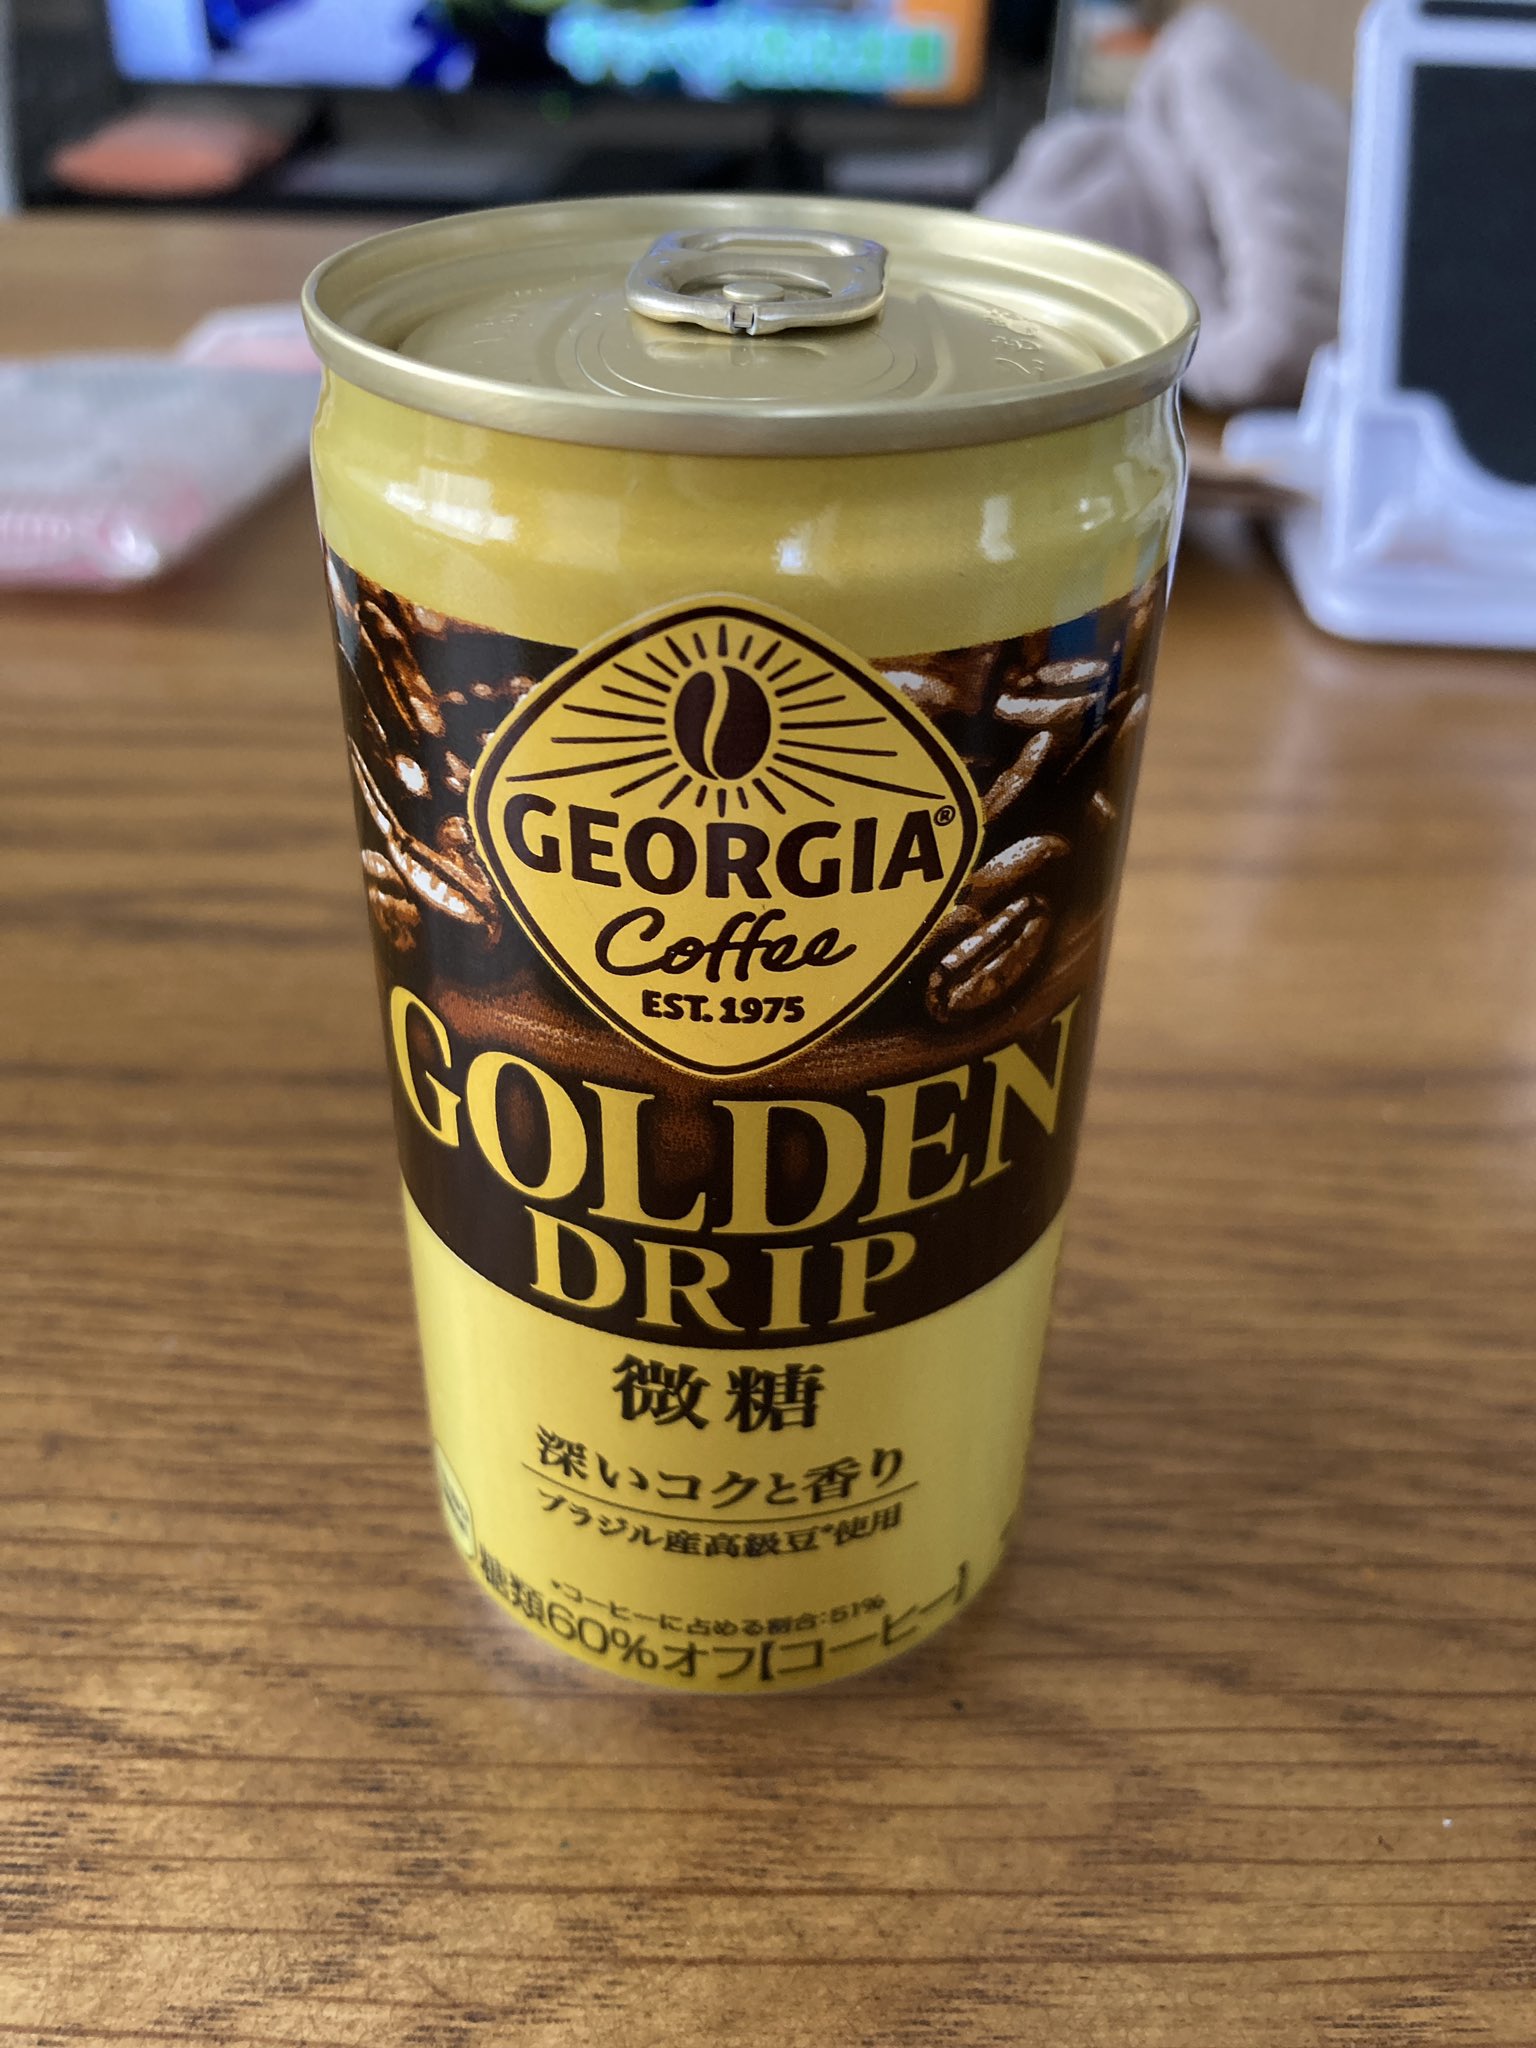 GEORGIA®
Coffee
EST. 1975
GOLDEN
DRIP
微糖
深いコクと香り
ブラジル産高級豆*使用
*コーヒーに占める割合:51%
糖類60%オフ【コーヒー】